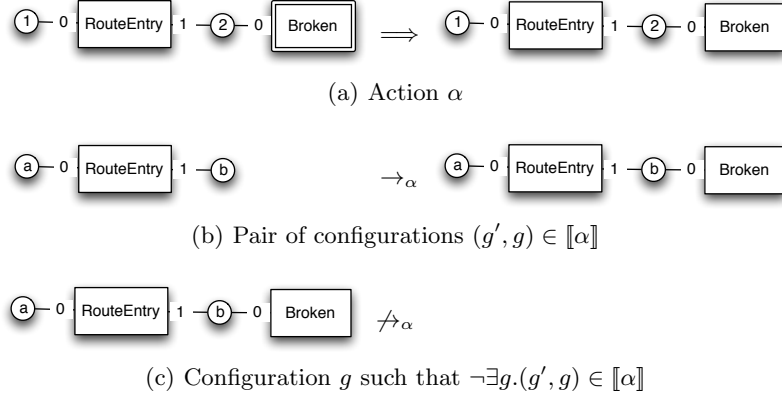 1 0 RouteEntry 1 2 0 Broken ⟹ 1 0 RouteEntry 1 2 0 Broken
(a) Action α
a 0 RouteEntry 1 b →α a 0 RouteEntry 1 b 0 Broken
(b) Pair of configurations (g′, g) ∈ ⟦α⟧
a 0 RouteEntry 1 b 0 Broken ↛α
(c) Configuration g such that ¬∃g.(g′, g) ∈ ⟦α⟧